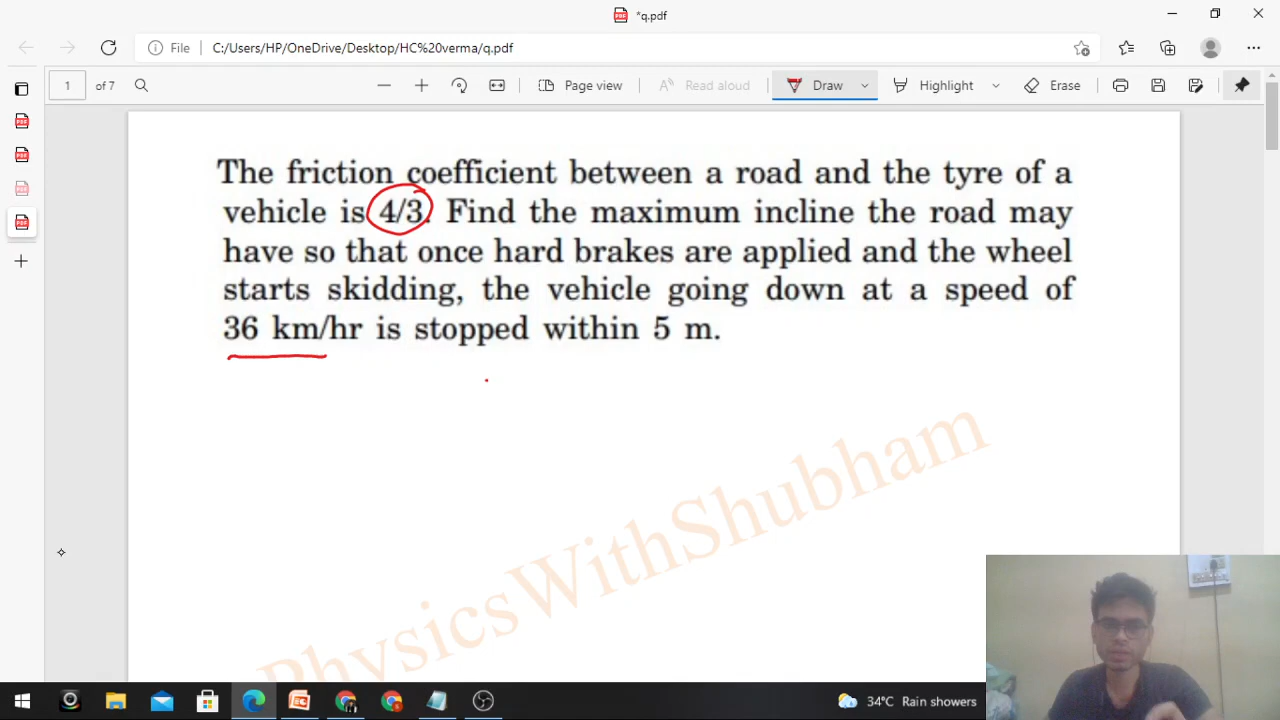 *q.pdf
File C:/Users/HP/OneDrive/Desktop/HC%20verma/q.pdf
1 of 7 Page view Read aloud Draw Highlight Erase
The friction coefficient between a road and the tyre of a
vehicle is 4/3. Find the maximum incline the road may
have so that once hard brakes are applied and the wheel
starts skidding, the vehicle going down at a speed of
36 km/hr is stopped within 5 m.
PhysicsWithShubham
34°C Rain showers